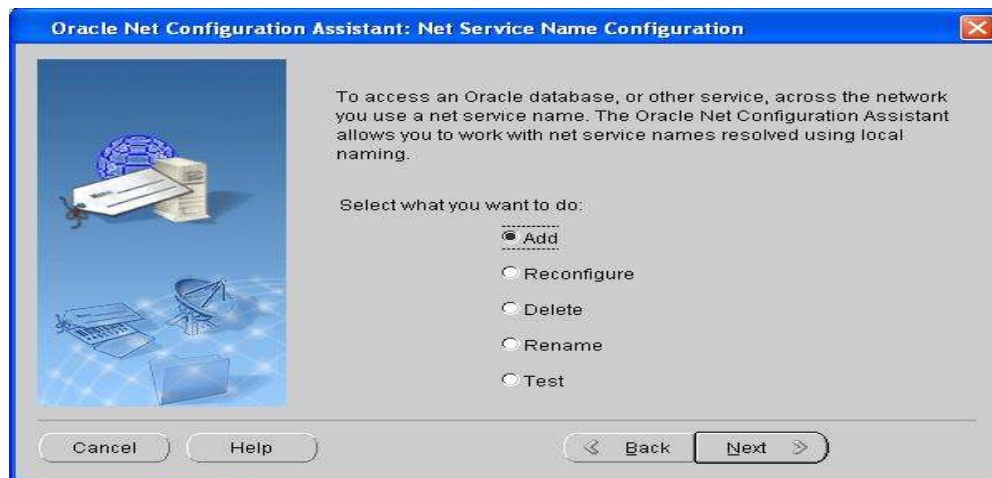 Oracle Net Configuration Assistant: Net Service Name Configuration
To access an Oracle database, or other service, across the network
you use a net service name. The Oracle Net Configuration Assistant
allows you to work with net service names resolved using local
naming.
Select what you want to do:
Add
Reconfigure
Delete
Rename
Test
Cancel
Help
Back
Next